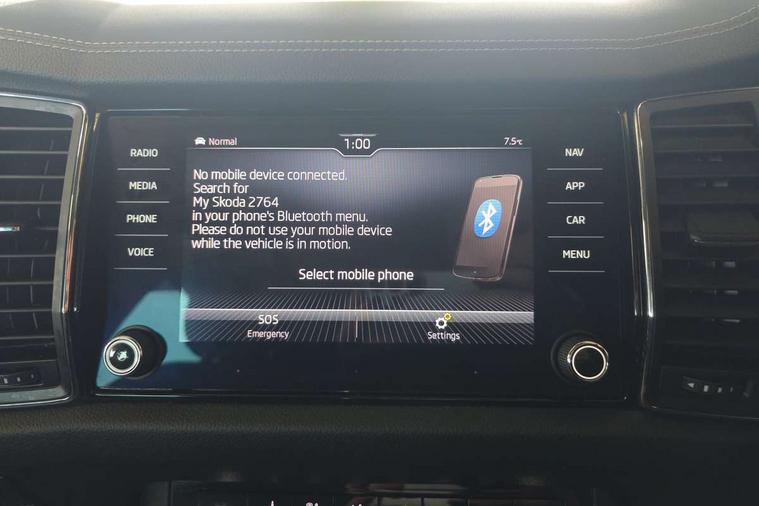 Normal 1:00 7.5°C
RADIO
MEDIA
PHONE
VOICE
No mobile device connected.
Search for
My Skoda 2764
in your phone's Bluetooth menu.
Please do not use your mobile device
while the vehicle is in motion.
Select mobile phone
SOS
Emergency
Settings
NAV
APP
CAR
MENU